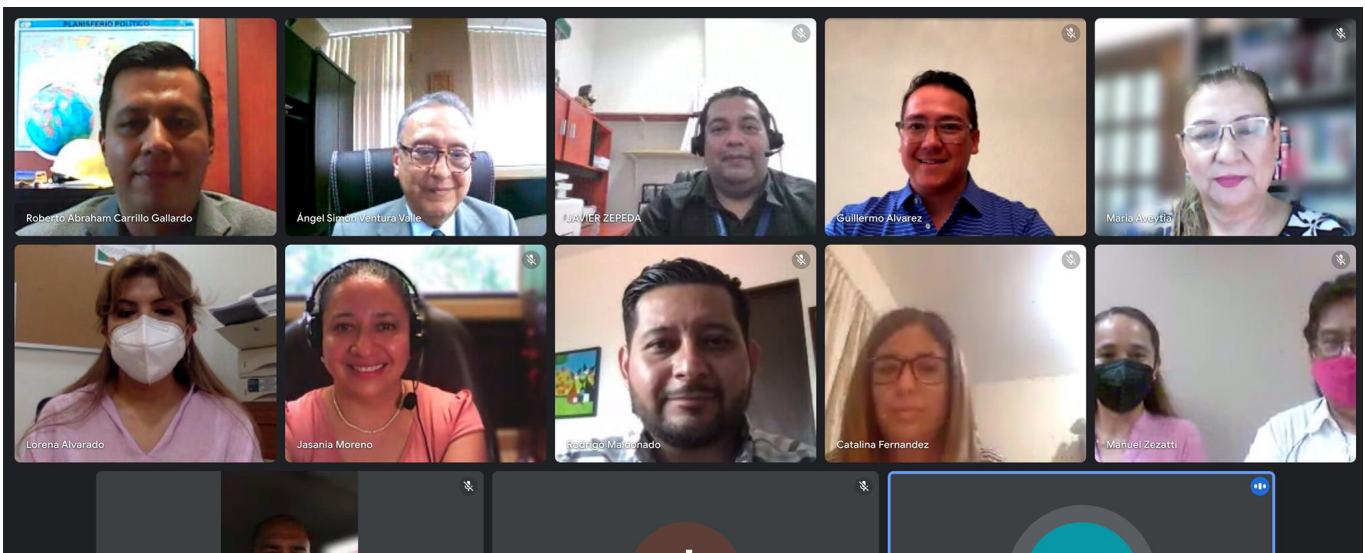 PLANISFERIO POLÍTICO
Roberto Abraham Carrillo Gallardo
Ángel Simón Ventura Valle
JAVIER ZEPEDA
Guillermo Alvarez
Maria Aveytia
Lorena Alvarado
Jasania Moreno
Rodrigo Maldonado
Catalina Fernandez
Manuel Zezatti